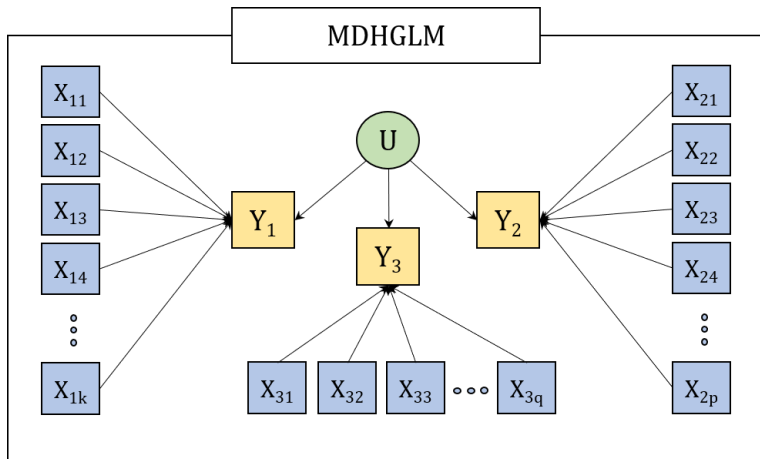 MDHGLM
X₁₁
X₁₂
X₁₃
X₁₄
X₁ₖ
U
Y₁
Y₂
Y₃
X₃₁
X₃₂
X₃₃
X₃q
X₂₁
X₂₂
X₂₃
X₂₄
X₂ₚ